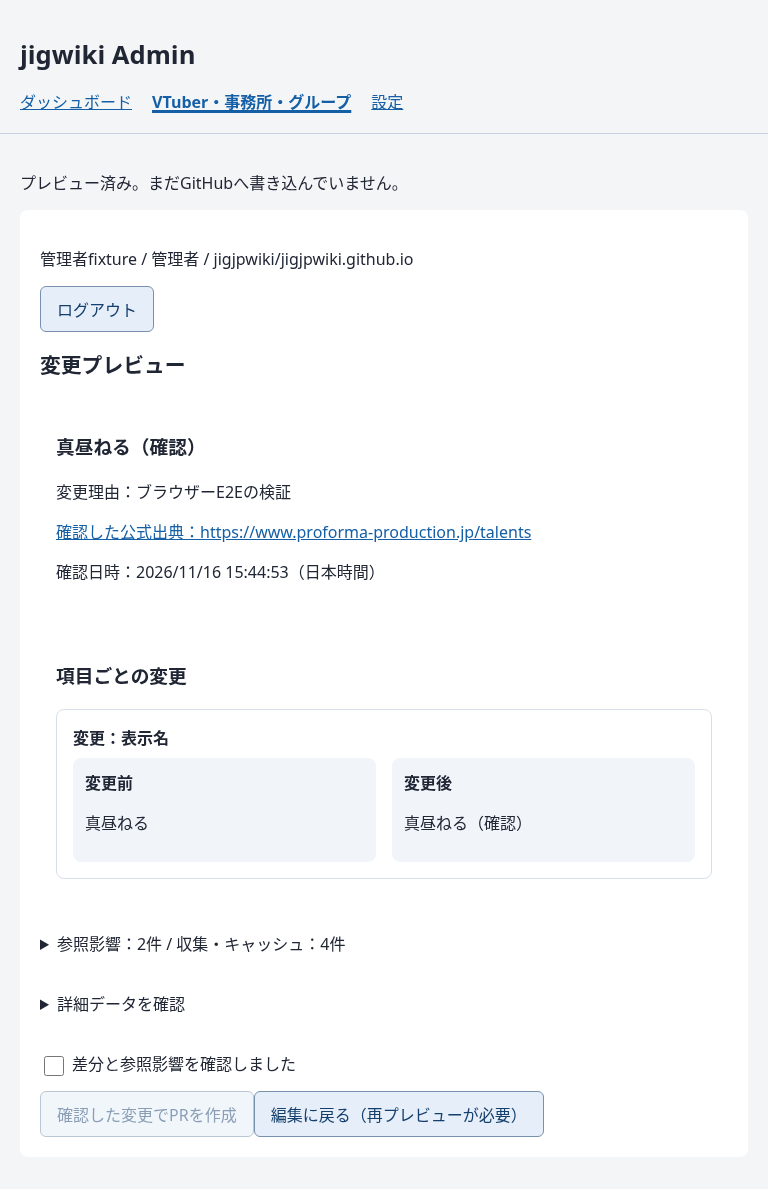 jigwiki Admin
ダッシュボード VTuber・事務所・グループ 設定
プレビュー済み。まだGitHubへ書き込んでいません。
管理者fixture / 管理者 / jigjpwiki/jigjpwiki.github.io
ログアウト
変更プレビュー
真昼ねる（確認）
変更理由：ブラウザーE2Eの検証
確認した公式出典：https://www.proforma-production.jp/talents
確認日時：2026/11/16 15:44:53（日本時間）
項目ごとの変更
変更：表示名
変更前
真昼ねる
変更後
真昼ねる（確認）
参照影響：2件 / 収集・キャッシュ：4件
詳細データを確認
差分と参照影響を確認しました
確認した変更でPRを作成 編集に戻る（再プレビューが必要）